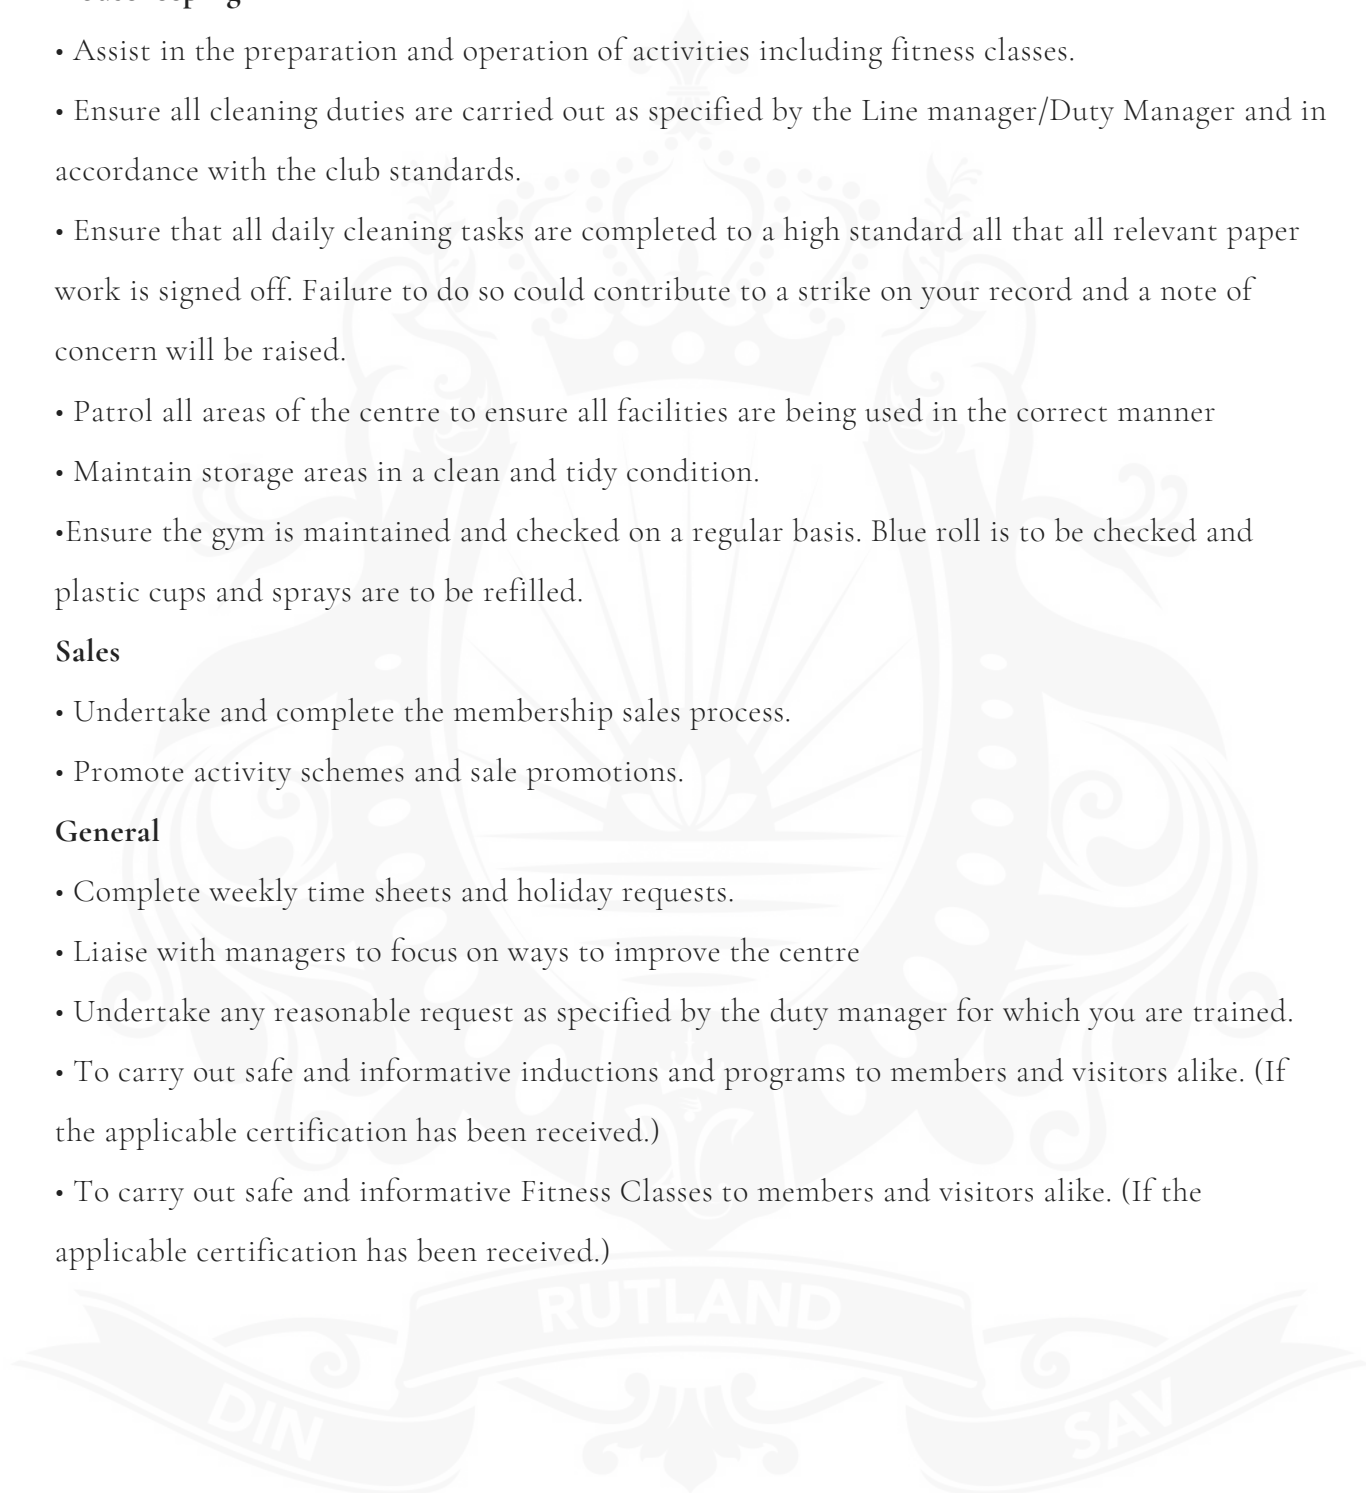 • Assist in the preparation and operation of activities including fitness classes.
• Ensure all cleaning duties are carried out as specified by the Line manager/Duty Manager and in
accordance with the club standards.
• Ensure that all daily cleaning tasks are completed to a high standard all that all relevant paper
work is signed off. Failure to do so could contribute to a strike on your record and a note of
concern will be raised.
• Patrol all areas of the centre to ensure all facilities are being used in the correct manner
• Maintain storage areas in a clean and tidy condition.
•Ensure the gym is maintained and checked on a regular basis. Blue roll is to be checked and
plastic cups and sprays are to be refilled.
Sales
• Undertake and complete the membership sales process.
• Promote activity schemes and sale promotions.
General
• Complete weekly time sheets and holiday requests.
• Liaise with managers to focus on ways to improve the centre
• Undertake any reasonable request as specified by the duty manager for which you are trained.
• To carry out safe and informative inductions and programs to members and visitors alike. (If
the applicable certification has been received.)
• To carry out safe and informative Fitness Classes to members and visitors alike. (If the
applicable certification has been received.)
RUTLAND
DIN
SAV